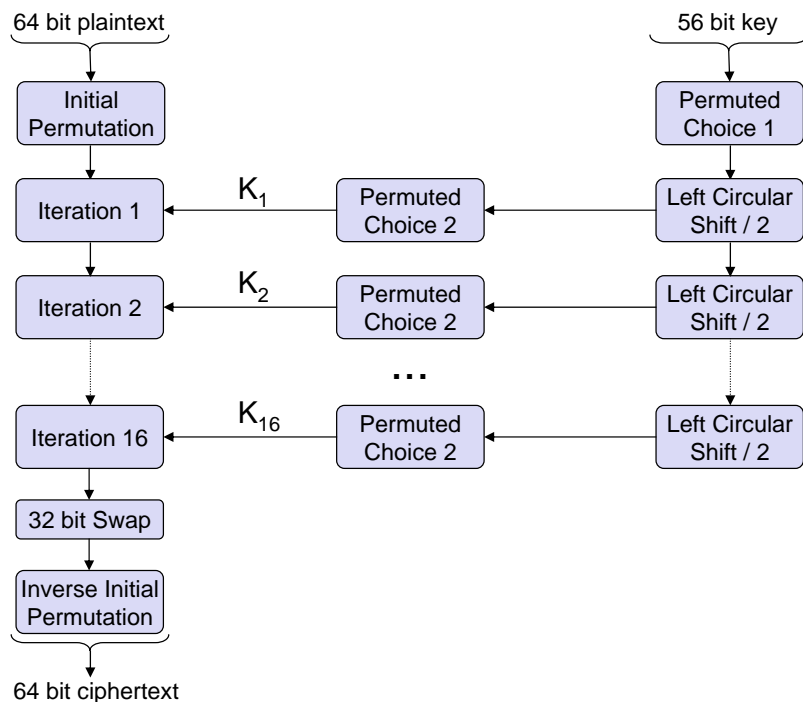 64 bit plaintext
56 bit key
Initial
Permutation
Permuted
Choice 1
Iteration 1
K1
Permuted
Choice 2
Left Circular
Shift / 2
Iteration 2
K2
Permuted
Choice 2
Left Circular
Shift / 2
...
Iteration 16
K16
Permuted
Choice 2
Left Circular
Shift / 2
32 bit Swap
Inverse Initial
Permutation
64 bit ciphertext